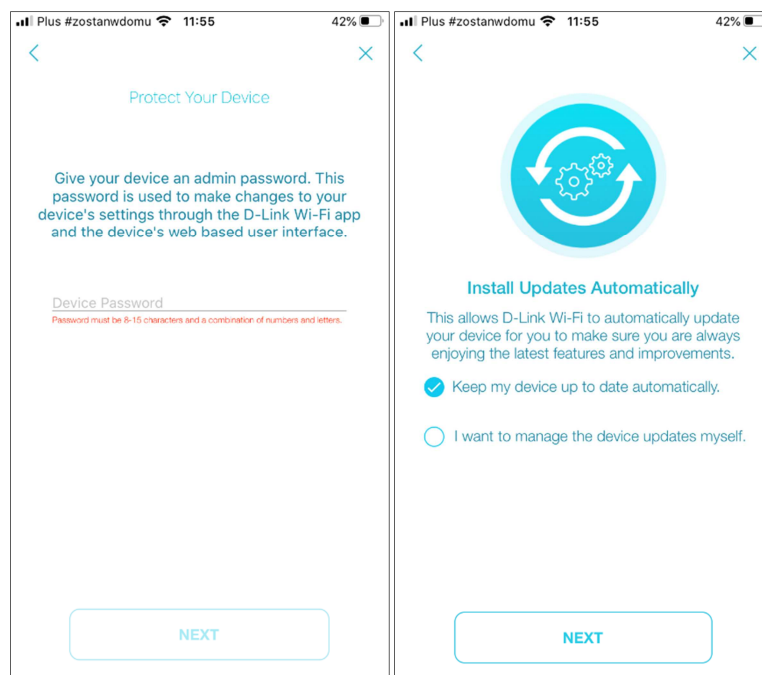 Plus #zostanwdomu 11:55 42%
Protect Your Device
Give your device an admin password. This
password is used to make changes to your
device's settings through the D-Link Wi-Fi app
and the device's web based user interface.
Device Password
Password must be 8-15 characters and a combination of numbers and letters.
NEXT
Plus #zostanwdomu 11:55 42%
Install Updates Automatically
This allows D-Link Wi-Fi to automatically update
your device for you to make sure you are always
enjoying the latest features and improvements.
Keep my device up to date automatically.
I want to manage the device updates myself.
NEXT